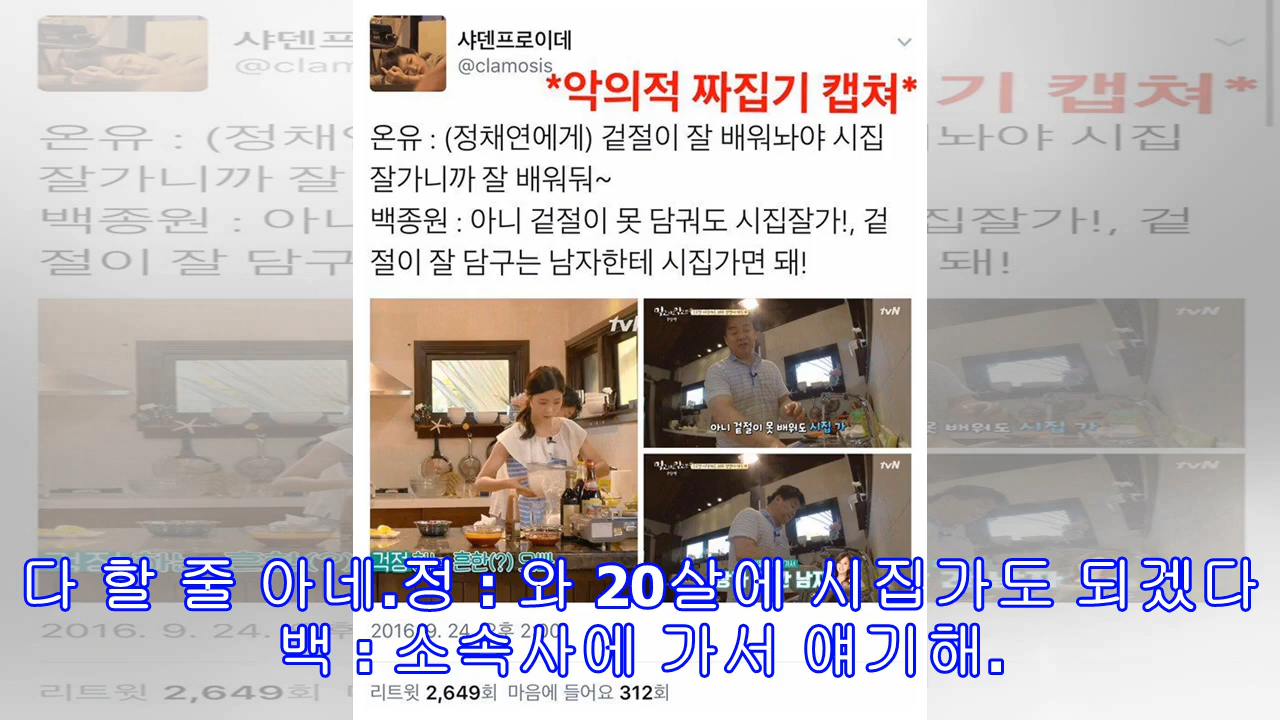 샤덴프로이데
@clamosis
*악의적 짜집기 캡쳐*
온유 : (정채연에게) 겉절이 잘 배워놔야 시집
잘가니까 잘 배워둬~
백종원 : 아니 겉절이 못 담궈도 시집잘가!, 겉
절이 잘 담구는 남자한테 시집가면 돼!
tvN
tvN
아니 겉절이 못 배워도 시집 가
tvN
다 할 줄 아네.정 : 와 20살에 시집가도 되겠다
백 : 소속사에 가서 얘기해.
2016. 9. 24. 오후 2:00
리트윗 2,649회 마음에 들어요 312회